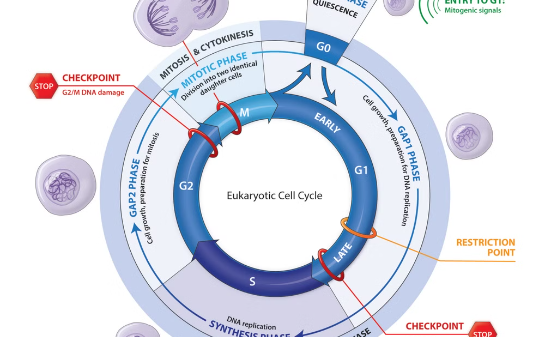 ASE
QUIESCENCE
ENTRY TO G1:
Mitogenic signals
G0
MITOSIS & CYTOKINESIS
MITOTIC PHASE
Division into two identical
daughter cells
STOP
CHECKPOINT
G2/M DNA damage
M
EARLY
G1
LATE
GAP1 PHASE
Cell growth, preparation for DNA replication
G2
GAP2 PHASE
Cell growth, preparation for mitosis
Eukaryotic Cell Cycle
RESTRICTION
POINT
S
DNA replication
SYNTHESIS PHASE
ASE
CHECKPOINT
STOP